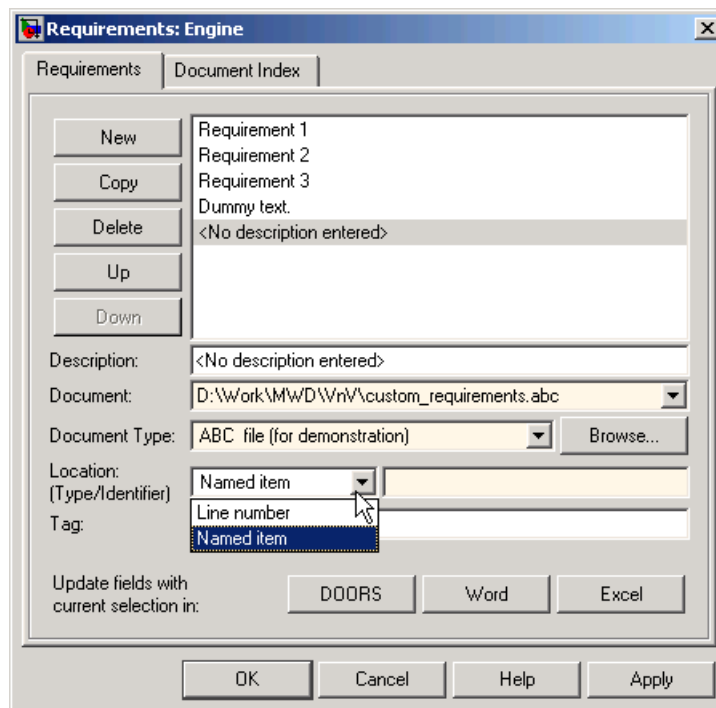 Requirements: Engine
Requirements
Document Index
New
Copy
Delete
Up
Down
Requirement 1
Requirement 2
Requirement 3
Dummy text.
<No description entered>
Description:
<No description entered>
Document:
D:\Work\MWD\VnV\custom_requirements.abc
Document Type:
ABC file (for demonstration)
Browse...
Location:
(Type/Identifier)
Named item
Line number
Named item
Tag:
Update fields with
current selection in:
DOORS
Word
Excel
OK
Cancel
Help
Apply